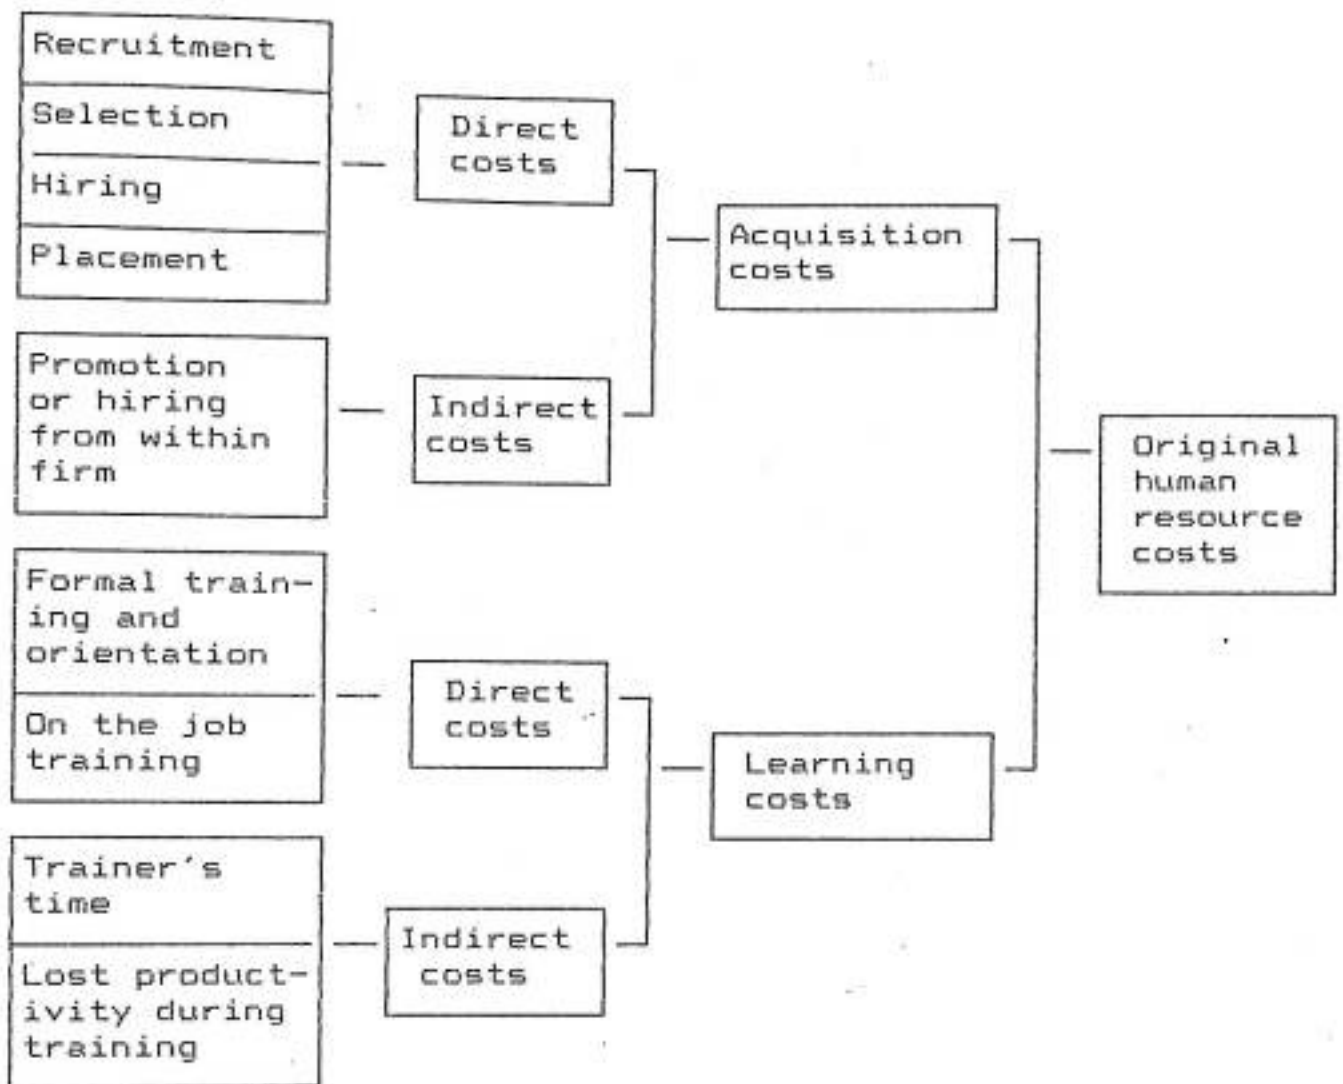 Recruitment
Selection
Hiring
Placement
Direct
costs
Promotion
or hiring
from within
firm
Indirect
costs
Acquisition
costs
Formal train-
ing and
orientation
On the job
training
Direct
costs
Trainer's
time
Lost product-
ivity during
training
Indirect
costs
Learning
costs
Original
human
resource
costs